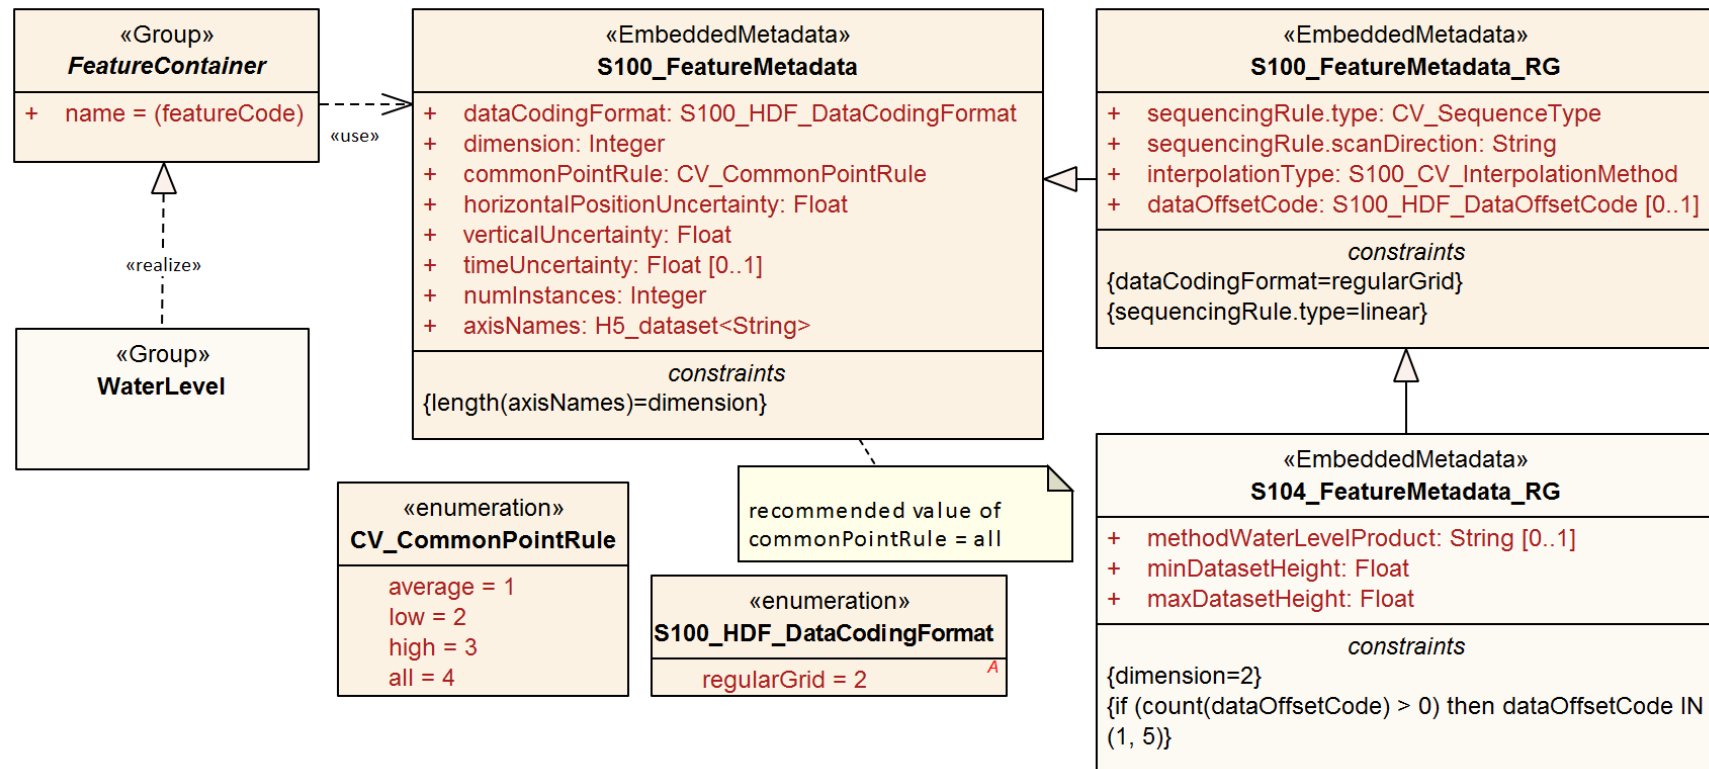 «Group»
FeatureContainer
+ name = (featureCode)
«use»
«realize»
«Group»
WaterLevel
«EmbeddedMetadata»
S100_FeatureMetadata
+ dataCodingFormat: S100_HDF_DataCodingFormat
+ dimension: Integer
+ commonPointRule: CV_CommonPointRule
+ horizontalPositionUncertainty: Float
+ verticalUncertainty: Float
+ timeUncertainty: Float [0..1]
+ numInstances: Integer
+ axisNames: H5_dataset<String>
constraints
{length(axisNames)=dimension}
recommended value of
commonPointRule = all
«enumeration»
CV_CommonPointRule
average = 1
low = 2
high = 3
all = 4
«enumeration»
S100_HDF_DataCodingFormat
A
regularGrid = 2
«EmbeddedMetadata»
S100_FeatureMetadata_RG
+ sequencingRule.type: CV_SequenceType
+ sequencingRule.scanDirection: String
+ interpolationType: S100_CV_InterpolationMethod
+ dataOffsetCode: S100_HDF_DataOffsetCode [0..1]
constraints
{dataCodingFormat=regularGrid}
{sequencingRule.type=linear}
«EmbeddedMetadata»
S104_FeatureMetadata_RG
+ methodWaterLevelProduct: String [0..1]
+ minDatasetHeight: Float
+ maxDatasetHeight: Float
constraints
{dimension=2}
{if (count(dataOffsetCode) > 0) then dataOffsetCode IN
(1, 5)}